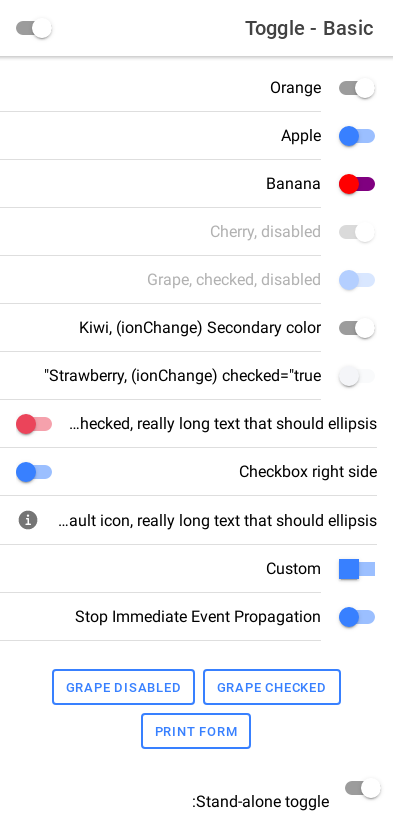 Toggle - Basic
Orange
Apple
Banana
Cherry, disabled
Grape, checked, disabled
Kiwi, (ionChange) Secondary color
"Strawberry, (ionChange) checked="true
...hecked, really long text that should ellipsis
Checkbox right side
...ault icon, really long text that should ellipsis
Custom
Stop Immediate Event Propagation
GRAPE DISABLED GRAPE CHECKED
PRINT FORM
:Stand-alone toggle